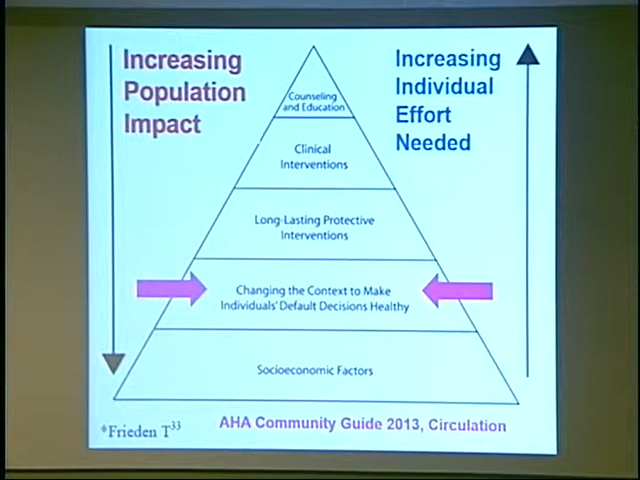 Increasing
Population
Impact
Increasing
Individual
Effort
Needed
Counseling
and Education
Clinical
Interventions
Long-Lasting Protective
Interventions
Changing the Context to Make
Individuals' Default Decisions Healthy
Socioeconomic Factors
*Frieden T33
AHA Community Guide 2013, Circulation